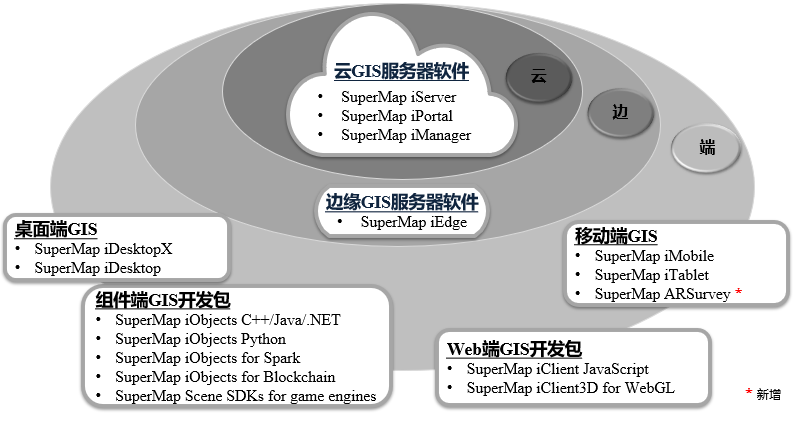 云GIS服务器软件
• SuperMap iServer
• SuperMap iPortal
• SuperMap iManager
云
边
端
边缘GIS服务器软件
• SuperMap iEdge
桌面端GIS
• SuperMap iDesktopX
• SuperMap iDesktop
移动端GIS
• SuperMap iMobile
• SuperMap iTablet
• SuperMap ARSurvey *
组件端GIS开发包
• SuperMap iObjects C++/Java/.NET
• SuperMap iObjects Python
• SuperMap iObjects for Spark
• SuperMap iObjects for Blockchain
• SuperMap Scene SDKs for game engines
Web端GIS开发包
• SuperMap iClient JavaScript
• SuperMap iClient3D for WebGL
* 新增